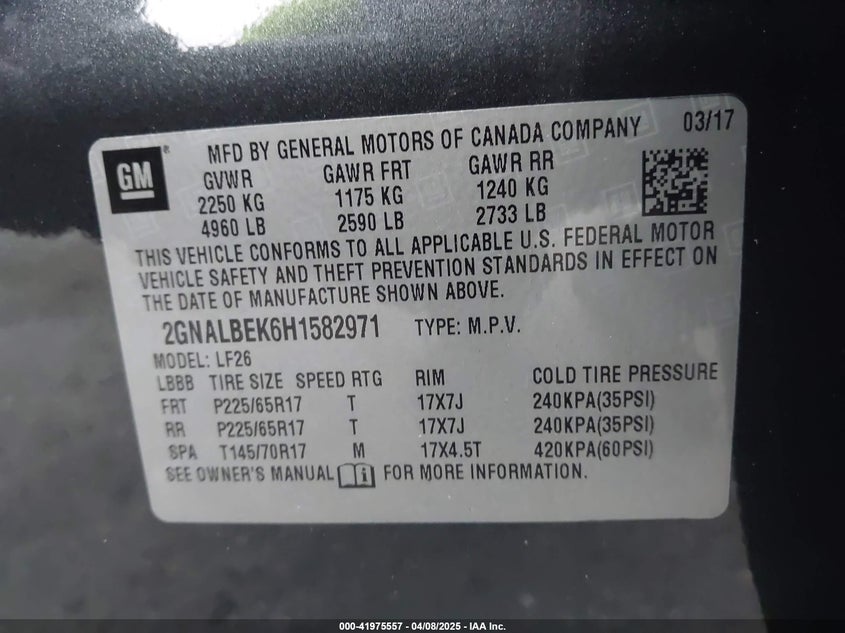 GM
MFD BY GENERAL MOTORS OF CANADA COMPANY 03/17
GVWR GAWR FRT GAWR RR
2250 KG 1175 KG 1240 KG
4960 LB 2590 LB 2733 LB
THIS VEHICLE CONFORMS TO ALL APPLICABLE U.S. FEDERAL MOTOR
VEHICLE SAFETY AND THEFT PREVENTION STANDARDS IN EFFECT ON
THE DATE OF MANUFACTURE SHOWN ABOVE.
2GNALBEK6H1582971 TYPE: M.P.V.
MODEL: LF26
LBBB TIRE SIZE SPEED RTG RIM COLD TIRE PRESSURE
FRT P225/65R17 T 17X7J 240KPA(35PSI)
RR P225/65R17 T 17X7J 240KPA(35PSI)
SPA T145/70R17 M 17X4.5T 420KPA(60PSI)
SEE OWNER'S MANUAL FOR MORE INFORMATION.
000-41975557 - 04/08/2025 - IAA Inc.